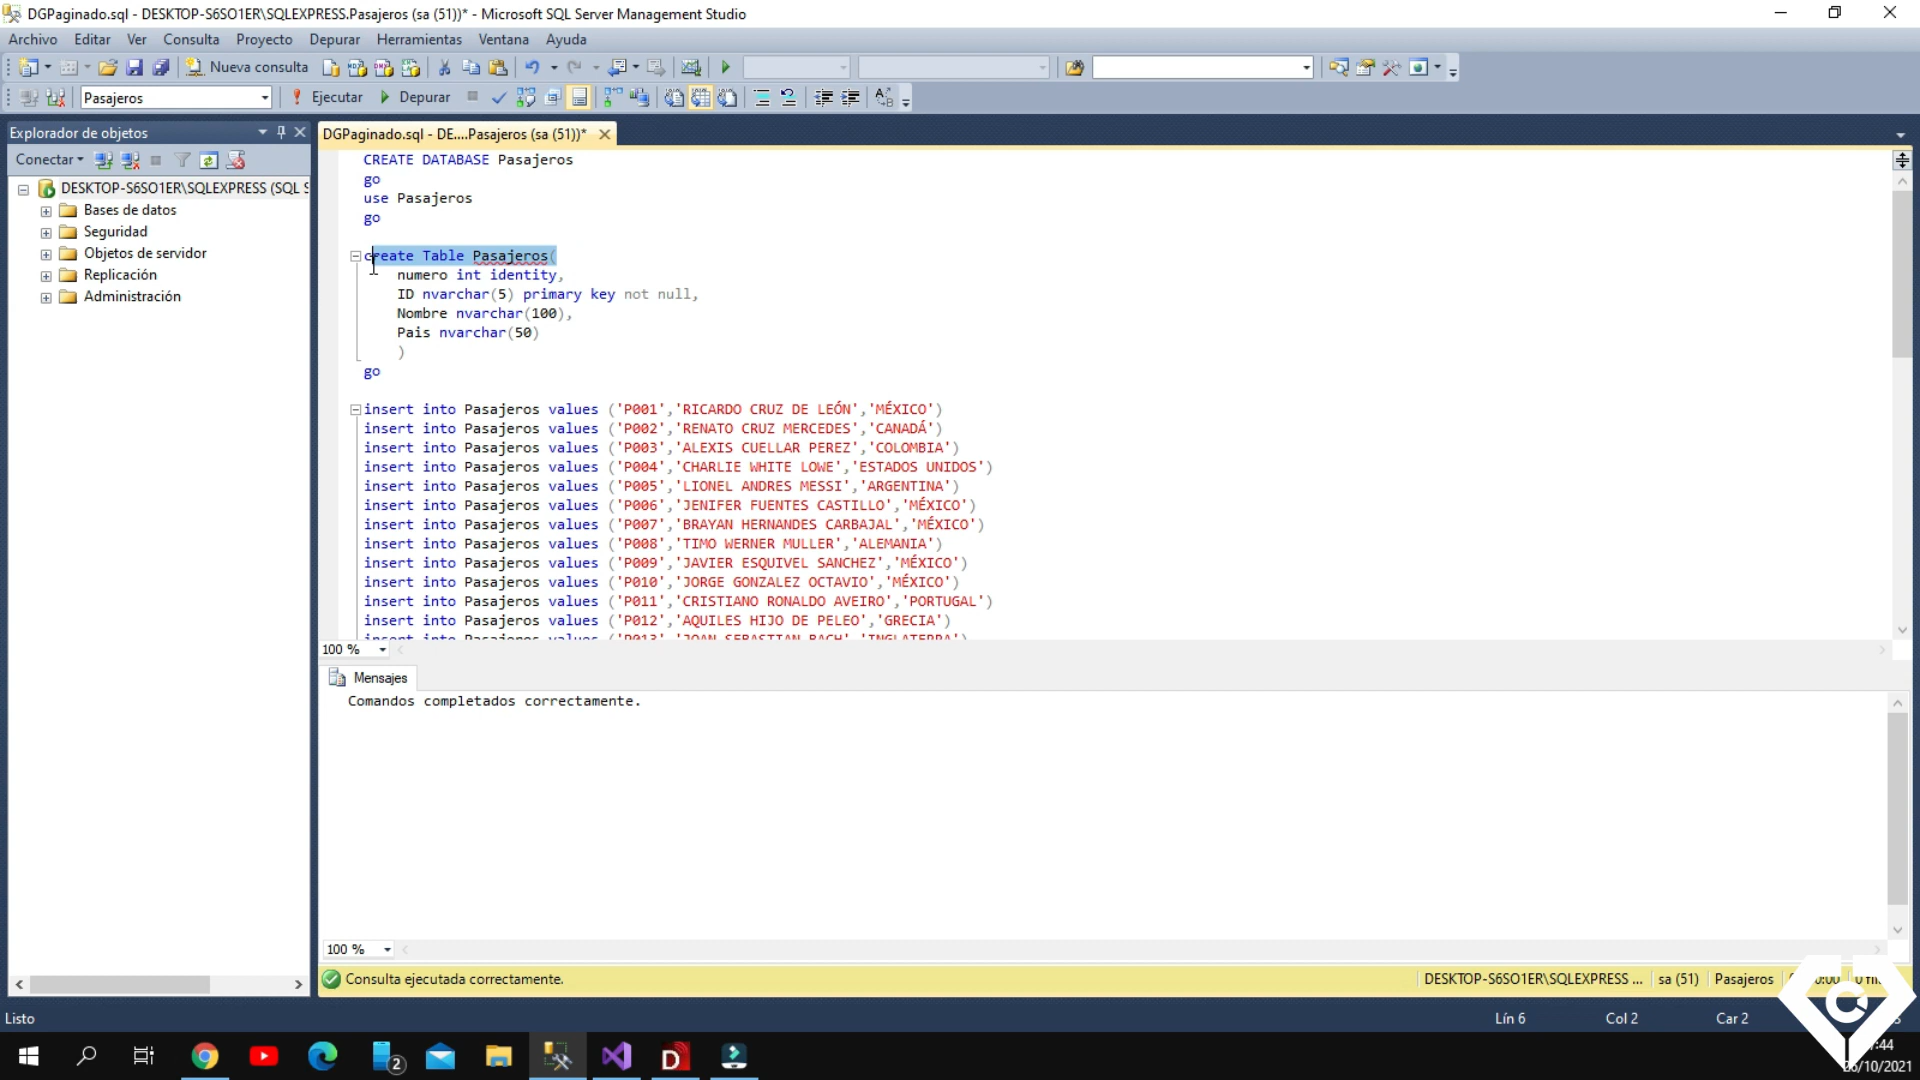 DGPaginado.sql - DESKTOP-S6SO1ER\SQLEXPRESS.Pasajeros (sa (51))* - Microsoft SQL Server Management Studio
Archivo Editar Ver Consulta Proyecto Depurar Herramientas Ventana Ayuda
Nueva consulta
Pasajeros Ejecutar Depurar
Explorador de objetos
DGPaginado.sql - DE....Pasajeros (sa (51))*
Conectar
DESKTOP-S6SO1ER\SQLEXPRESS (SQL S
Bases de datos
Seguridad
Objetos de servidor
Replicación
Administración
CREATE DATABASE Pasajeros
go
use Pasajeros
go
create Table Pasajeros(
numero int identity,
ID nvarchar(5) primary key not null,
Nombre nvarchar(100),
Pais nvarchar(50)
)
go
insert into Pasajeros values ('P001','RICARDO CRUZ DE LEÓN','MÉXICO')
insert into Pasajeros values ('P002','RENATO CRUZ MERCEDES','CANADÁ')
insert into Pasajeros values ('P003','ALEXIS CUELLAR PEREZ','COLOMBIA')
insert into Pasajeros values ('P004','CHARLIE WHITE LOWE','ESTADOS UNIDOS')
insert into Pasajeros values ('P005','LIONEL ANDRES MESSI','ARGENTINA')
insert into Pasajeros values ('P006','JENIFER FUENTES CASTILLO','MÉXICO')
insert into Pasajeros values ('P007','BRAYAN HERNANDES CARBAJAL','MÉXICO')
insert into Pasajeros values ('P008','TIMO WERNER MULLER','ALEMANIA')
insert into Pasajeros values ('P009','JAVIER ESQUIVEL SANCHEZ','MÉXICO')
insert into Pasajeros values ('P010','JORGE GONZALEZ OCTAVIO','MÉXICO')
insert into Pasajeros values ('P011','CRISTIANO RONALDO AVEIRO','PORTUGAL')
insert into Pasajeros values ('P012','AQUILES HIJO DE PELEO','GRECIA')
insert into Pasajeros values ('P013','JOAN SEBASTIAN BACH','INGLATERRA')
100 %
Mensajes
Comandos completados correctamente.
100 %
Consulta ejecutada correctamente.
DESKTOP-S6SO1ER\SQLEXPRESS ... sa (51) Pasajeros
Listo
Lín 6 Col 2 Car 2
2
:44
/10/2021